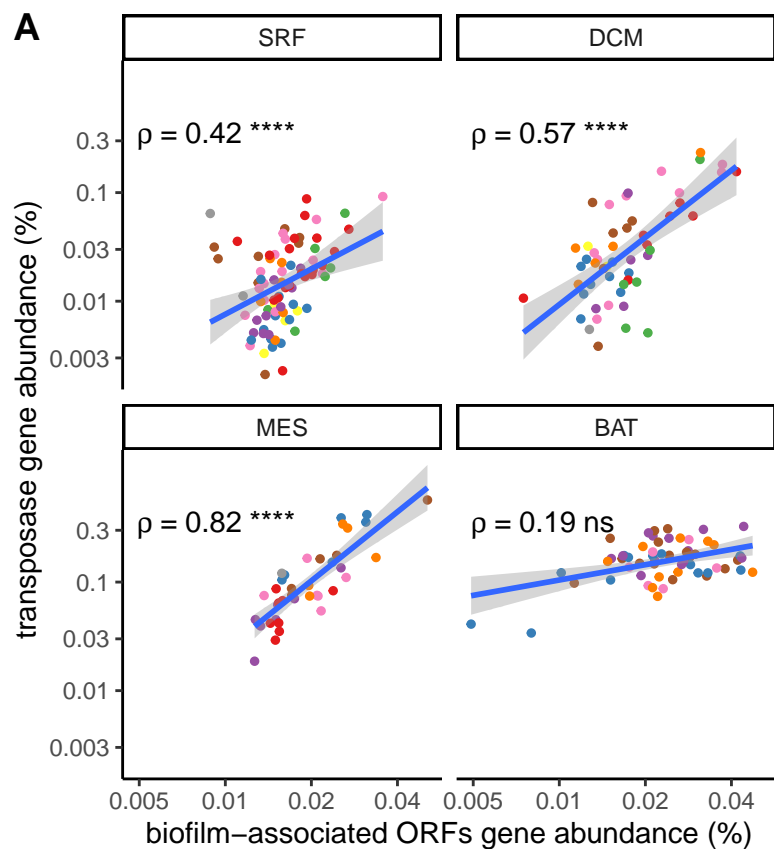 A
SRF
DCM
ρ = 0.42 ****
ρ = 0.57 ****
0.3
0.1
0.03
0.01
0.003
MES
BAT
ρ = 0.82 ****
ρ = 0.19 ns
0.3
0.1
0.03
0.01
0.003
transposase gene abundance (%)
0.005 0.01 0.02 0.04 0.005 0.01 0.02 0.04
biofilm−associated ORFs gene abundance (%)